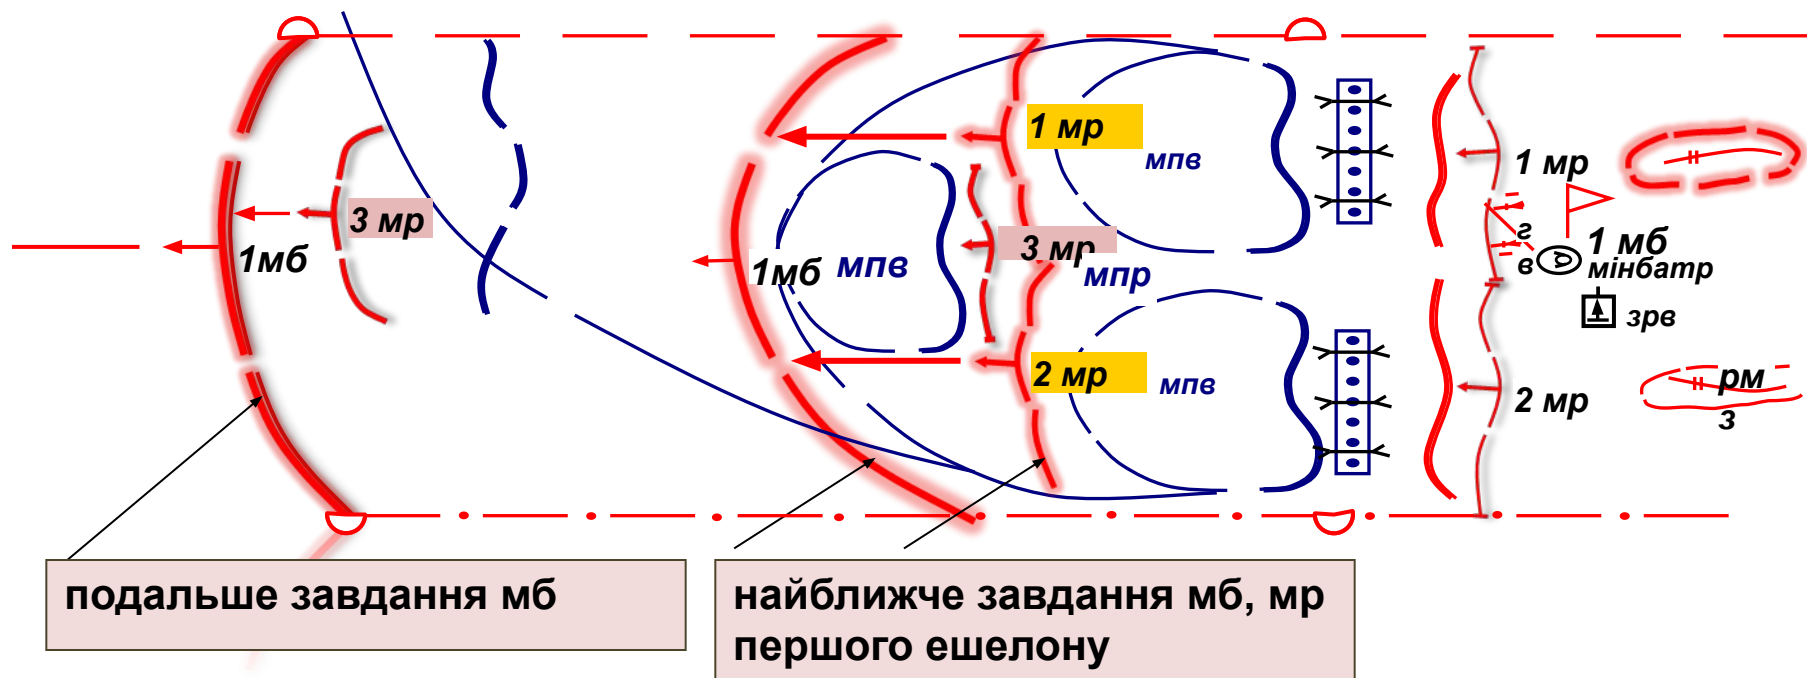 1 мр
мпв
1 мр
3 мр
1мб
1мб
мпв
3 мр
мпр
г
в
1 мб
мінбатр
зрв
2 мр
мпв
2 мр
рм
з
подальше завдання мб
найближче завдання мб, мр
першого ешелону